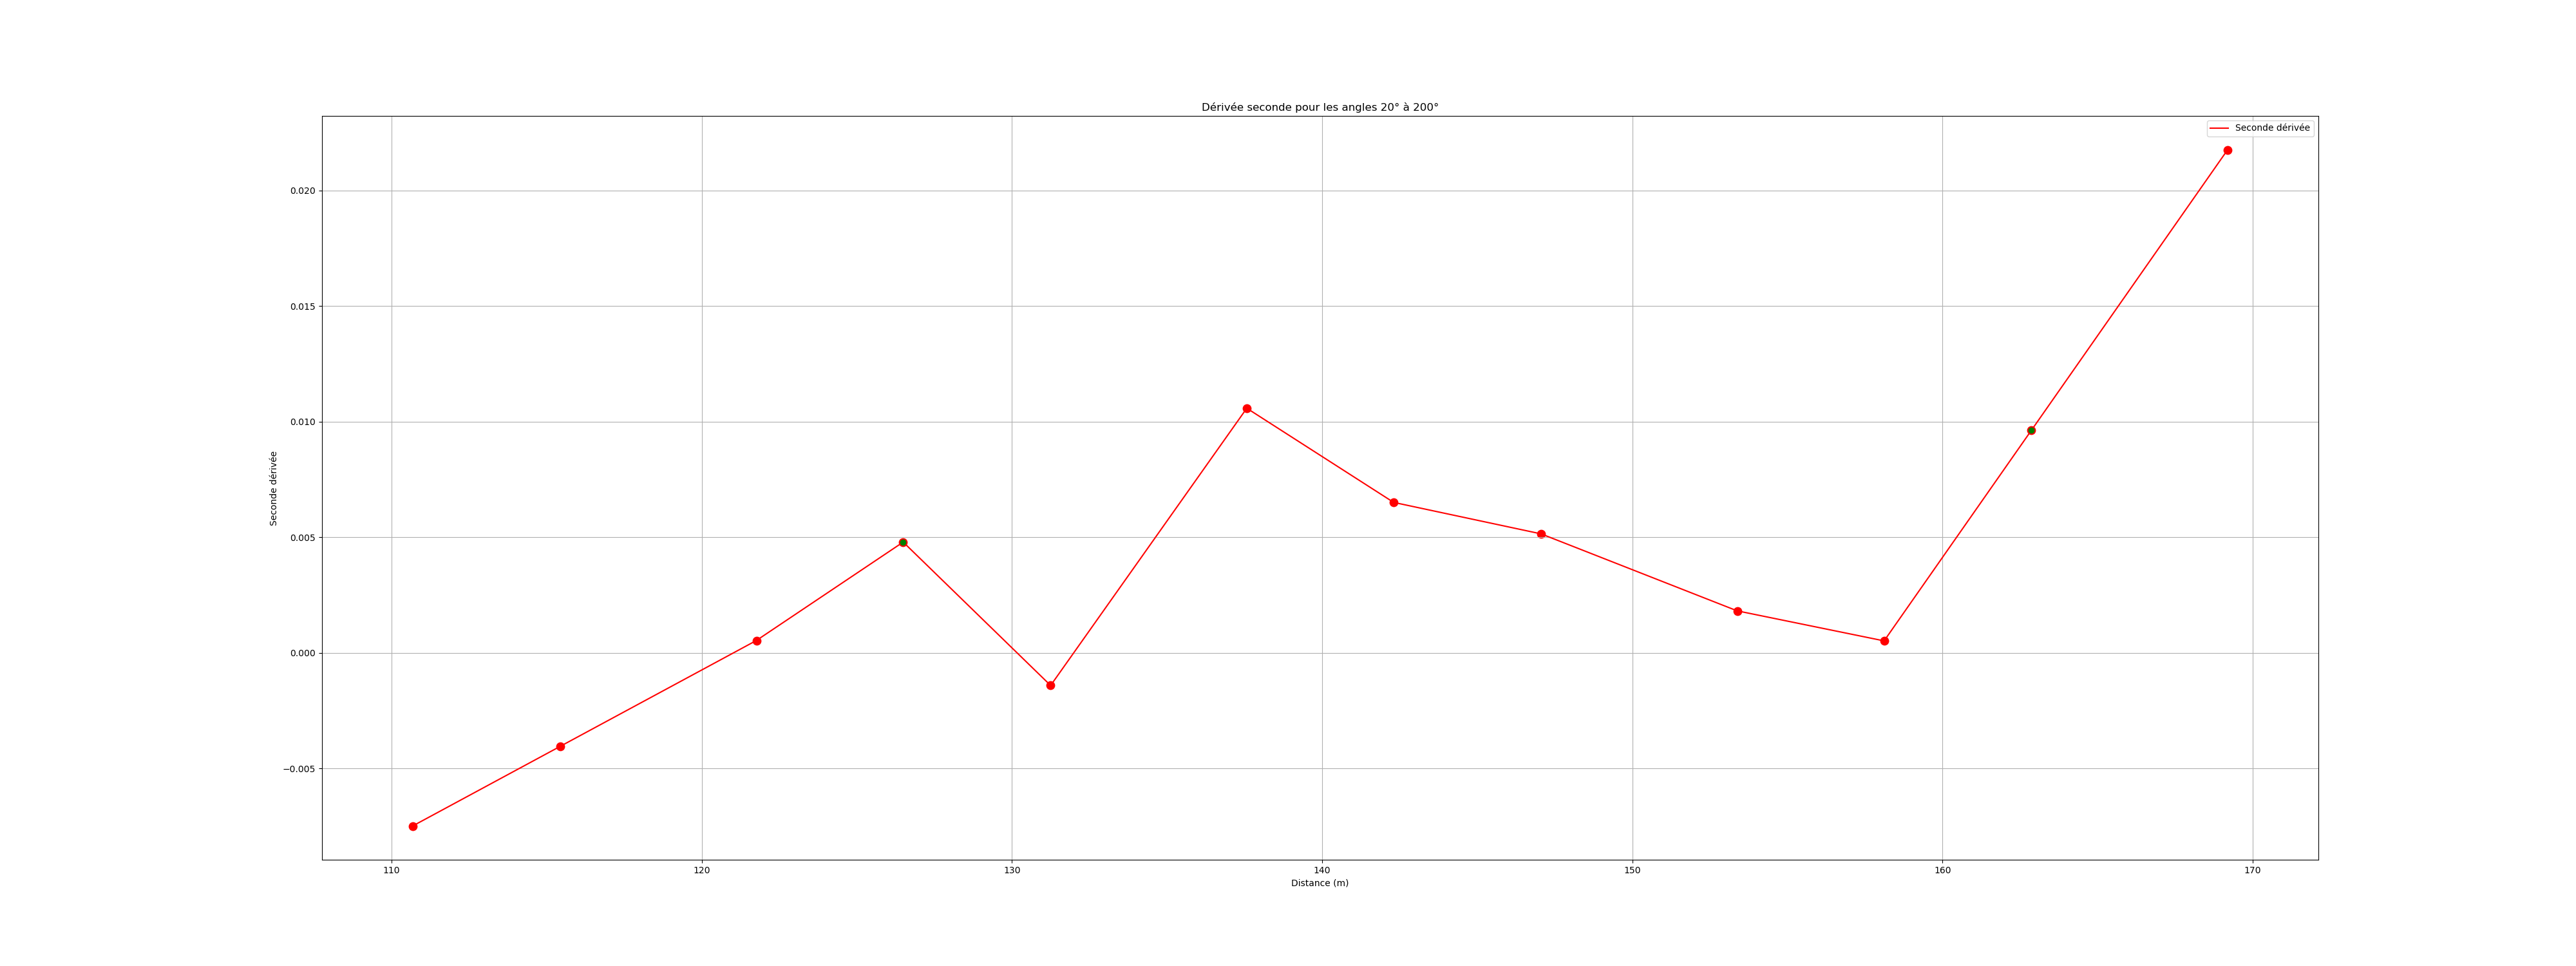 Dérivée seconde pour les angles 20° à 200°
Seconde dérivée
0.020
0.015
0.010
0.005
0.000
−0.005
Seconde dérivée
110 120 130 140 150 160 170
Distance (m)